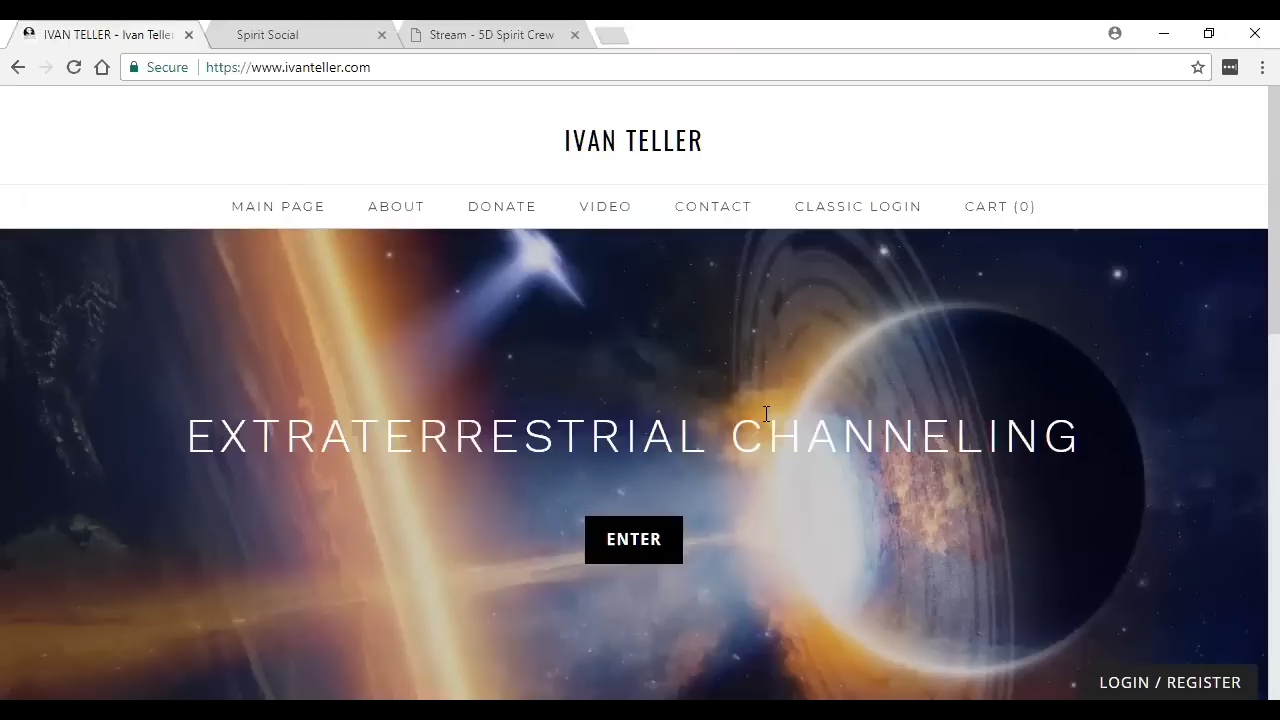 IVAN TELLER - Ivan Telle
Spirit Social
Stream - 5D Spirit Crew
Secure
https://www.ivanteller.com
IVAN TELLER
MAIN PAGE ABOUT DONATE VIDEO CONTACT CLASSIC LOGIN CART (0)
EXTRATERRESTRIAL CHANNELING
ENTER
LOGIN / REGISTER